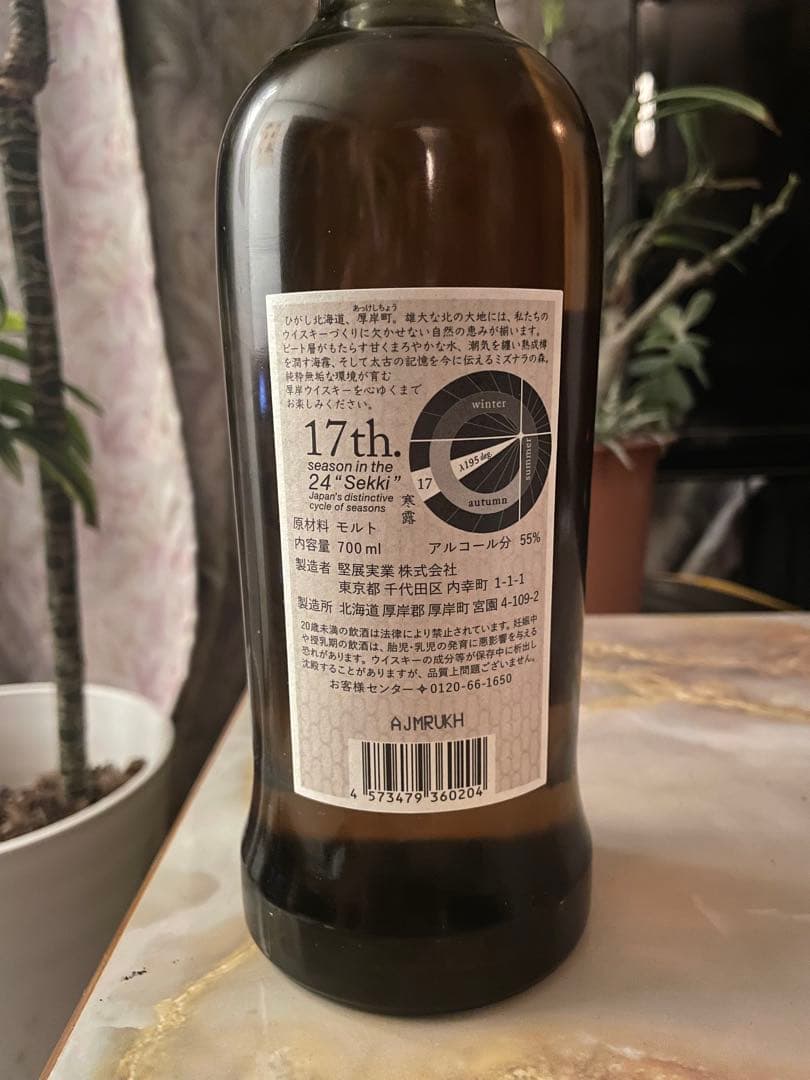 あっけしちょう
ひがし北海道、厚岸町。雄大な北の大地には、私たちの
ウイスキーづくりに欠かせない自然の恵みが揃います。
ピート層がもたらす甘くまろやかな水、潮気を纏い熟成樽
を潤す海霧、そして太古の記憶を今に伝えるミズナラの森。
純粋無垢な環境が育む
厚岸ウイスキーを心ゆくまで
お楽しみください。
winter
summer
autumn
λ195 deg.
17
寒露
17th.
season in the
24 “Sekki”
Japan's distinctive
cycle of seasons
原材料 モルト
内容量 700 ml アルコール分 55%
製造者 堅展実業 株式会社
東京都 千代田区 内幸町 1-1-1
製造所 北海道 厚岸郡 厚岸町 宮園 4-109-2
20歳未満の飲酒は法律により禁止されています。妊娠中
や授乳期の飲酒は、胎児・乳児の発育に悪影響を与える
恐れがあります。ウイスキーの成分等が保存中に析出し
沈殿することがありますが、品質上問題ございません。
お客様センター✦0120-66-1650
AJMRUKH
4 573479 360204